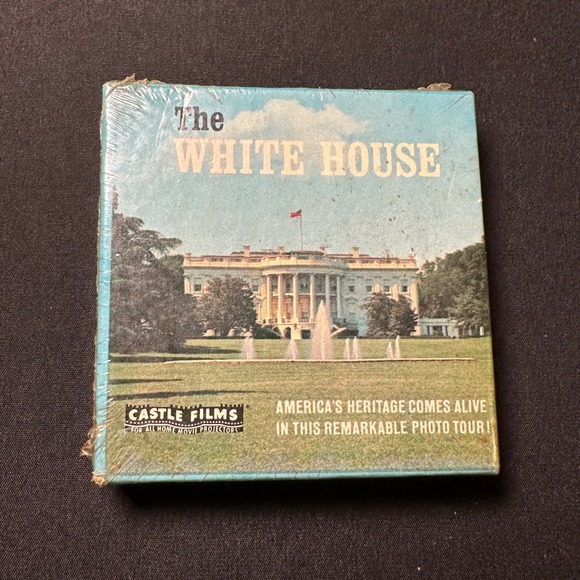 The
WHITE HOUSE
CASTLE FILMS
FOR ALL HOME MOVIE PROJECTORS
AMERICA'S HERITAGE COMES ALIVE
IN THIS REMARKABLE PHOTO TOUR!